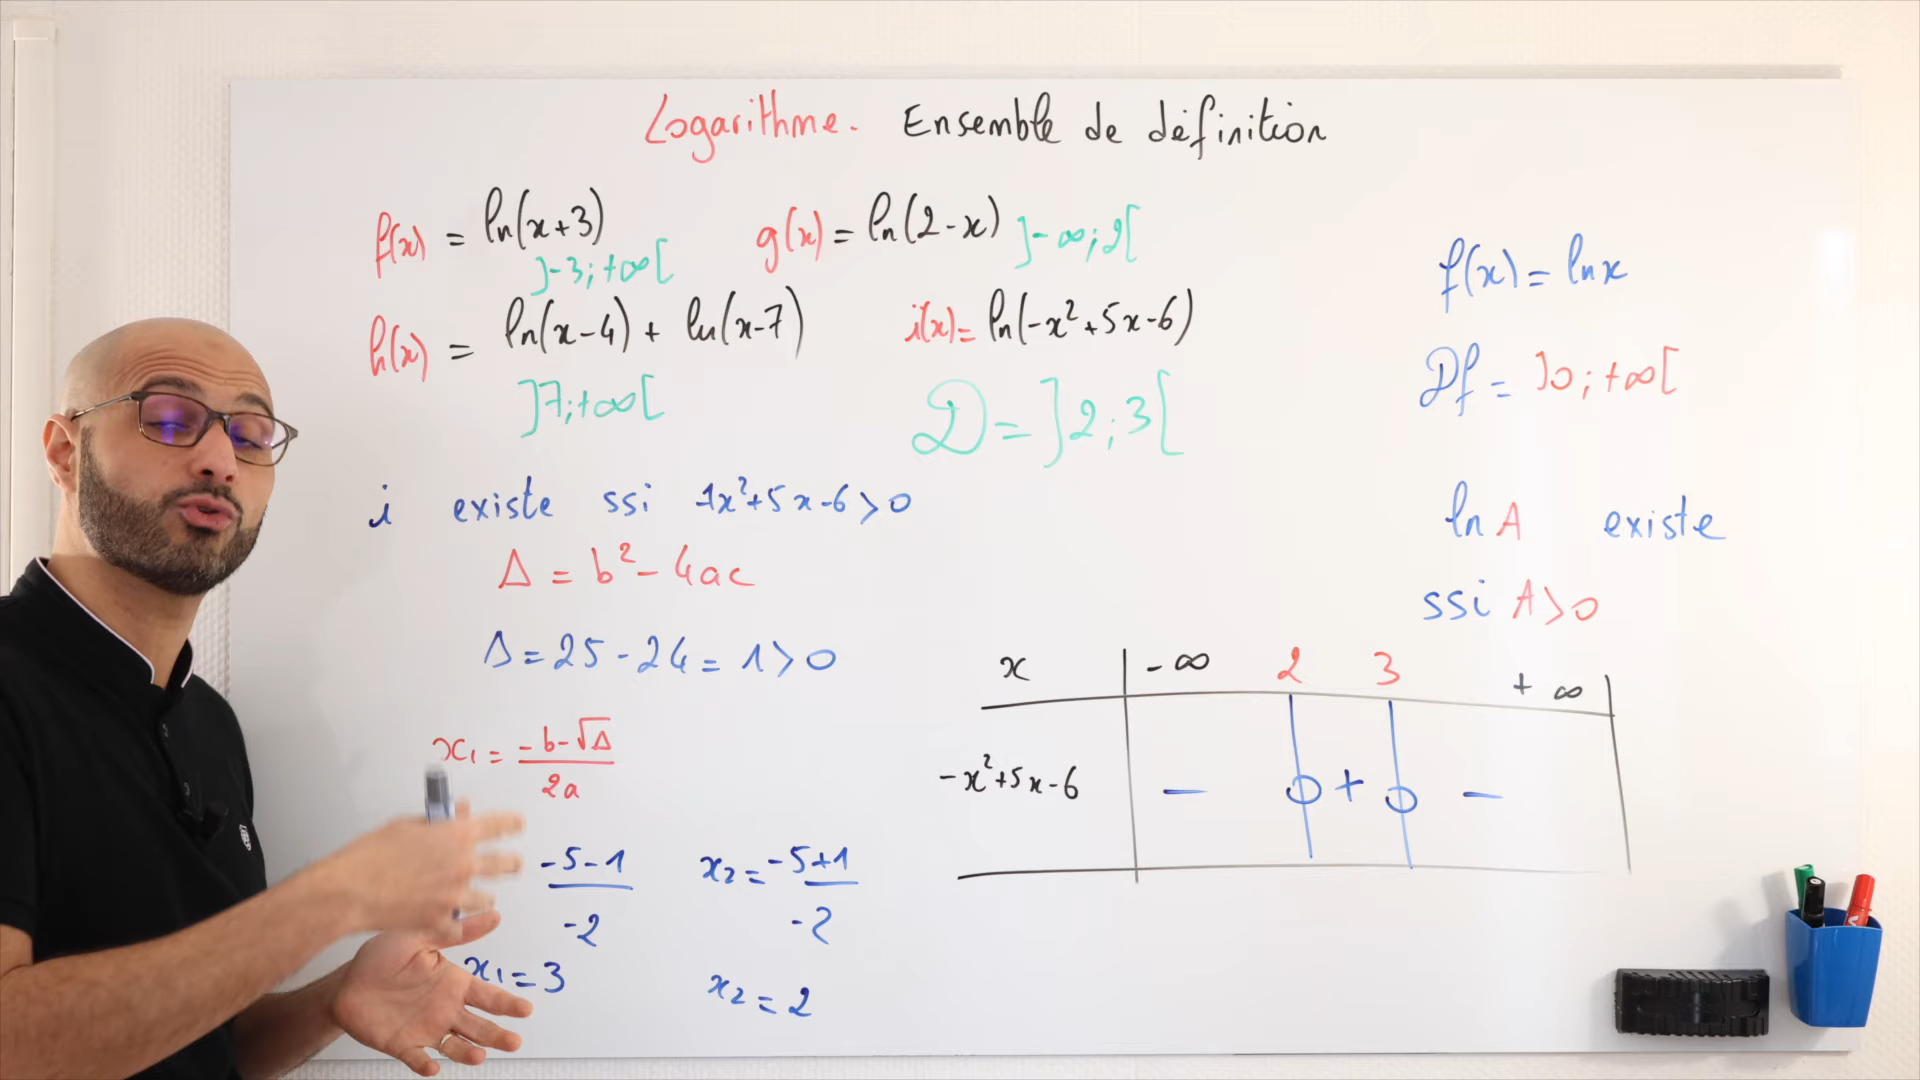 Logarithme. Ensemble de définition
f(x) = ln(x+3)
]-3;+∞[
g(x) = ln(2-x) ]-∞;2[
h(x) = ln(x-4) + ln(x-7)
]7;+∞[
i(x) = ln(-x²+5x-6)
D = ]2;3[
i existe ssi -1x²+5x-6>0
Δ = b²-4ac
Δ = 25-24 = 1>0
x₁ = (-b-√Δ)/2a
(-5-1)/-2
x₂ = (-5+1)/-2
x₁ = 3
x₂ = 2
f(x) = ln x
Df = ]0;+∞[
ln A existe
ssi A>0
x -∞ 2 3 +∞
-x²+5x-6 - 0 + 0 -